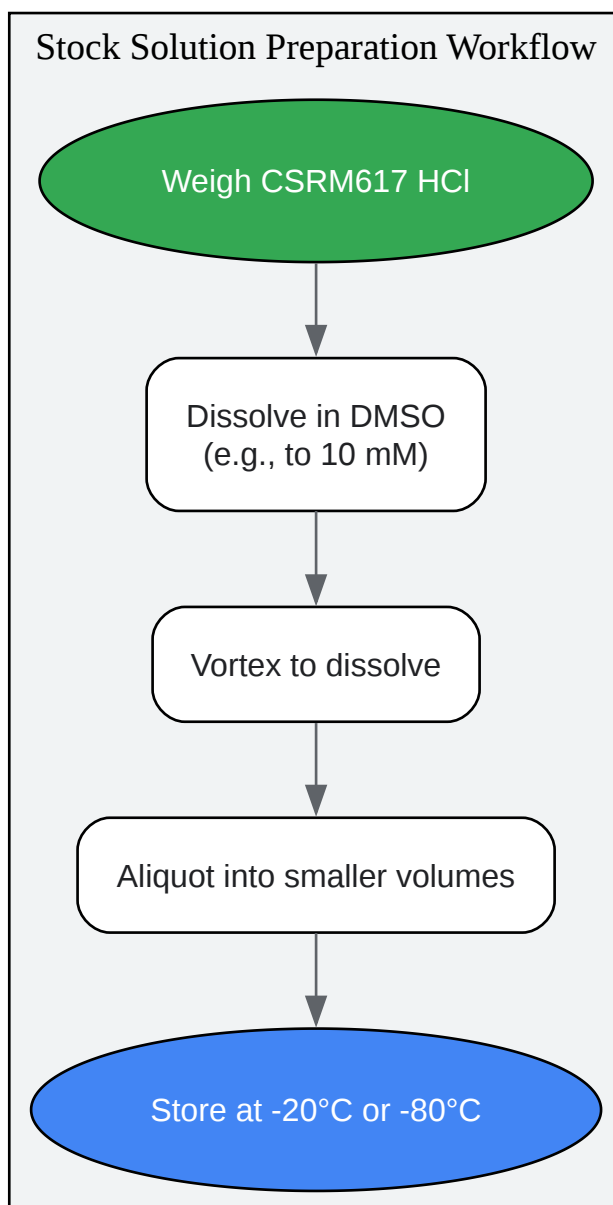 Stock Solution Preparation Workflow
Weigh CSRM617 HCl
Dissolve in DMSO
(e.g., to 10 mM)
Vortex to dissolve
Aliquot into smaller volumes
Store at -20°C or -80°C